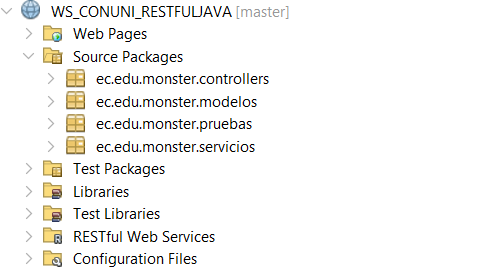 WS_CONUNI_RESTFULJAVA [master]
Web Pages
Source Packages
ec.edu.monster.controllers
ec.edu.monster.modelos
ec.edu.monster.pruebas
ec.edu.monster.servicios
Test Packages
Libraries
Test Libraries
RESTful Web Services
Configuration Files